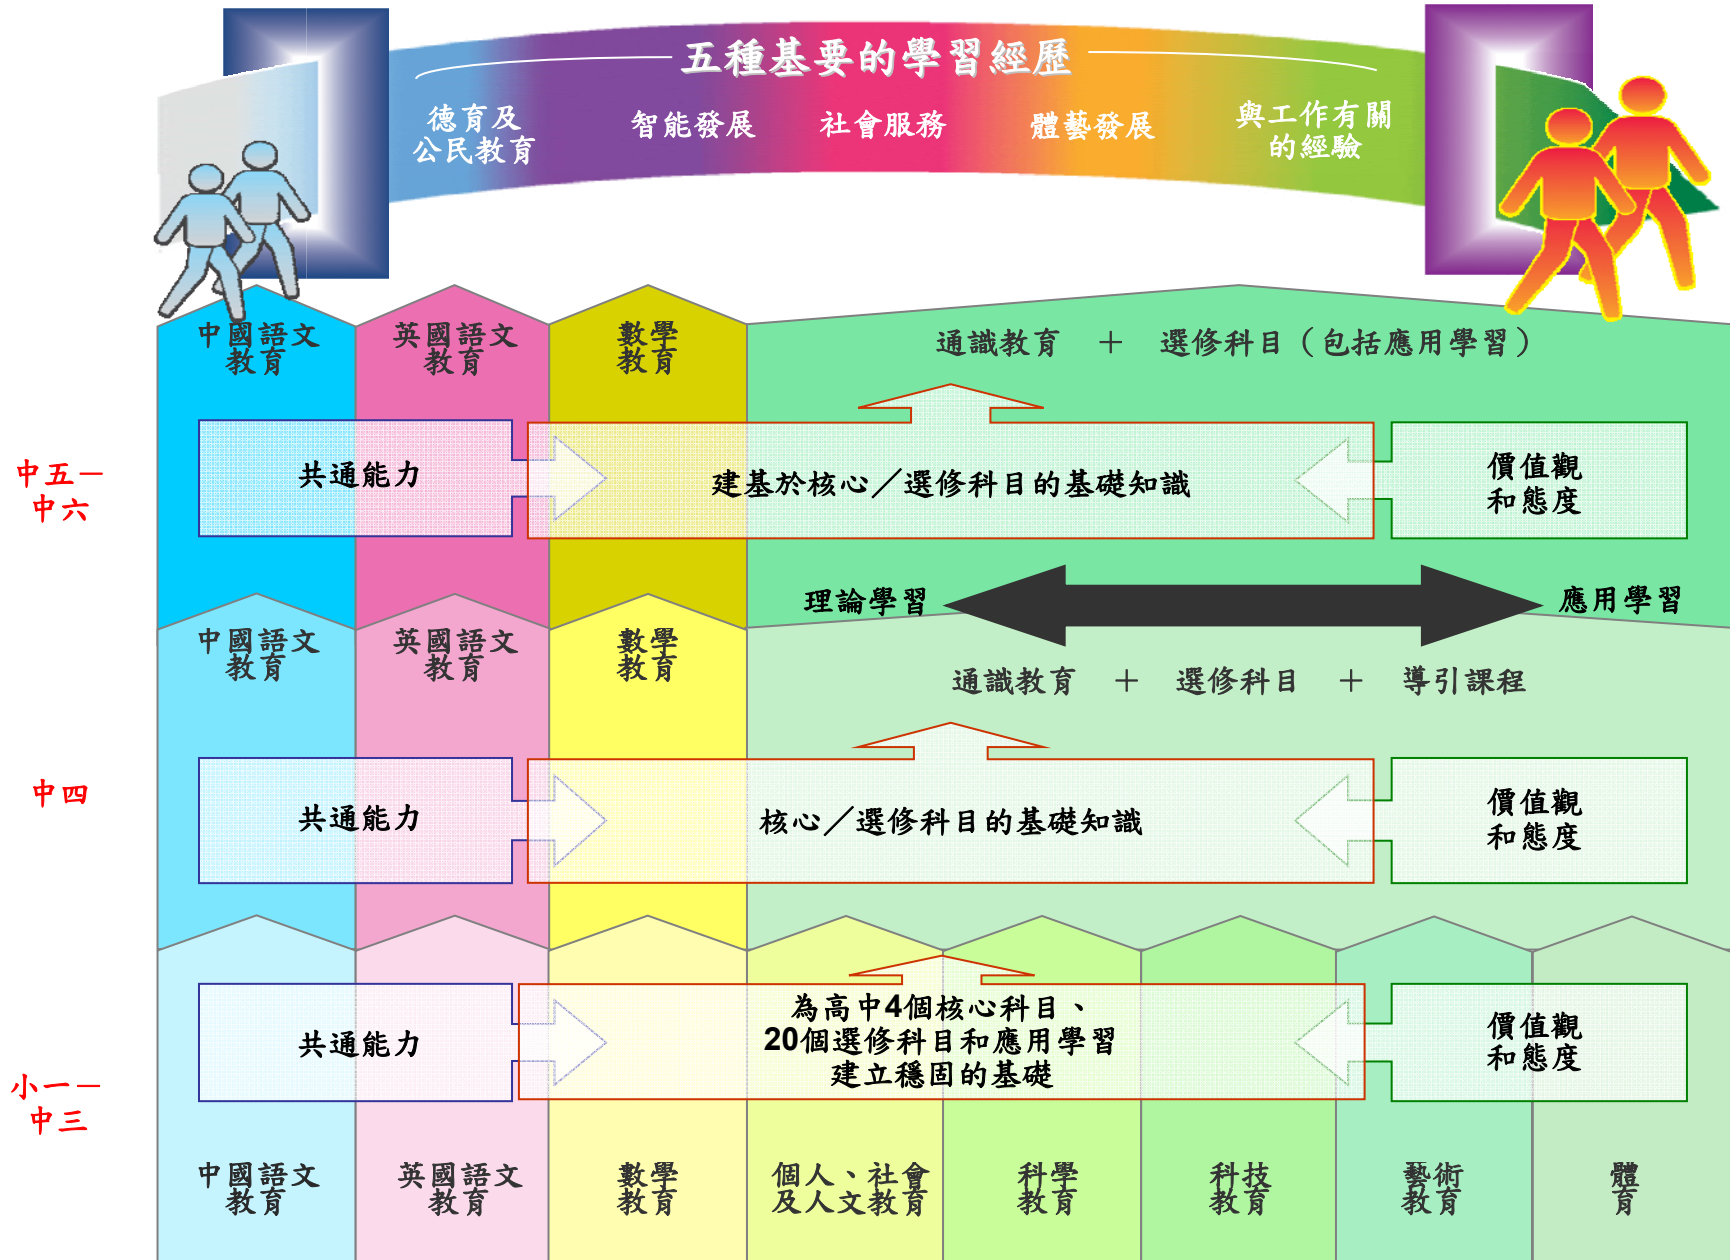 五種基要的學習經歷
德育及
公民教育
智能發展
社會服務
體藝發展
與工作有關
的經驗
中國語文
教育
英國語文
教育
數學
教育
通識教育 ＋ 選修科目（包括應用學習）
中五－
中六
共通能力
建基於核心／選修科目的基礎知識
價值觀
和態度
理論學習
應用學習
中國語文
教育
英國語文
教育
數學
教育
通識教育 ＋ 選修科目 ＋ 導引課程
中四
共通能力
核心／選修科目的基礎知識
價值觀
和態度
小一－
中三
共通能力
為高中4個核心科目、
20個選修科目和應用學習
建立穩固的基礎
價值觀
和態度
中國語文
教育
英國語文
教育
數學
教育
個人、社會
及人文教育
科學
教育
科技
教育
藝術
教育
體
育